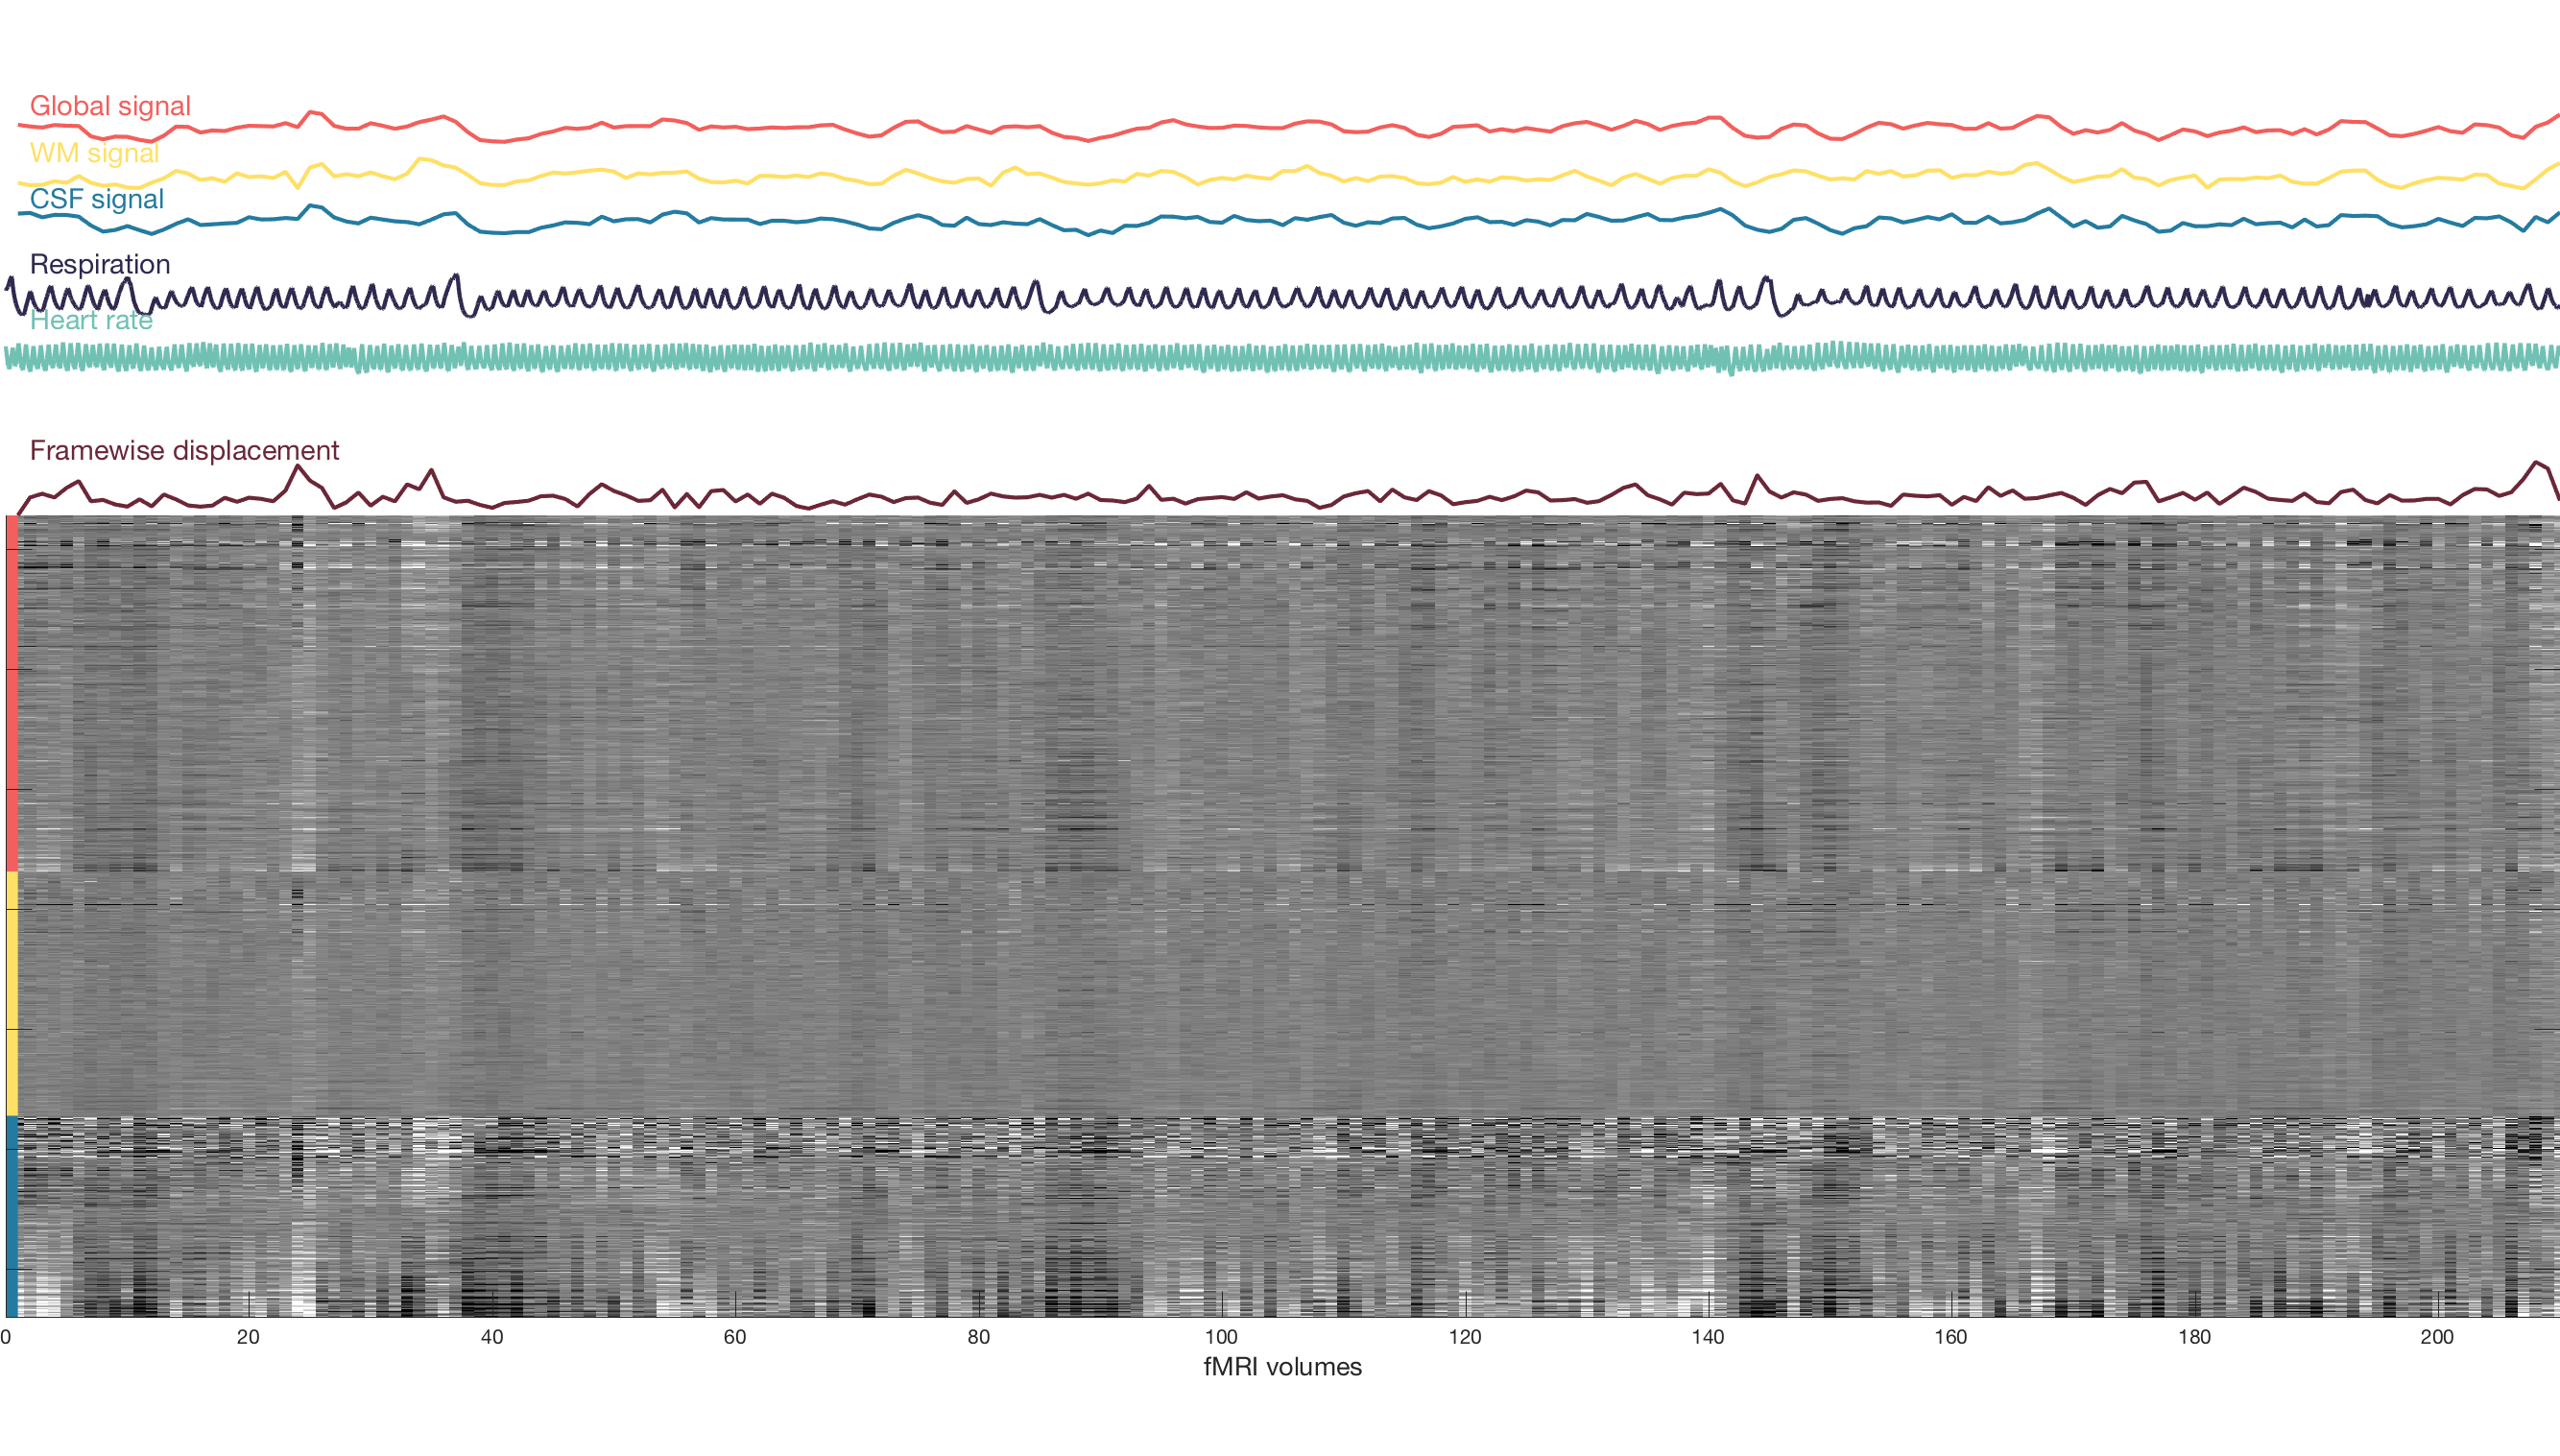 Global signal
WM signal
CSF signal
Respiration
Heart rate
Framewise displacement
0 20 40 60 80 100 120 140 160 180 200
fMRI volumes